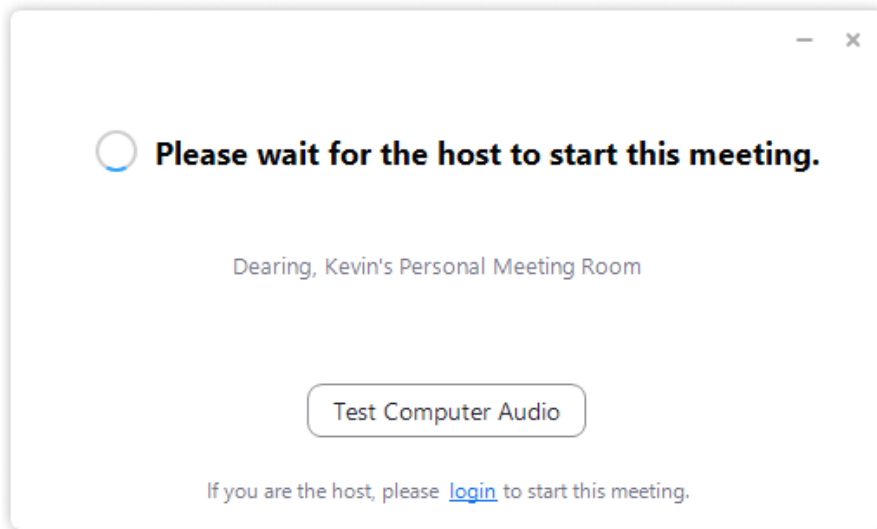 Please wait for the host to start this meeting.
Dearing, Kevin's Personal Meeting Room
Test Computer Audio
If you are the host, please login to start this meeting.